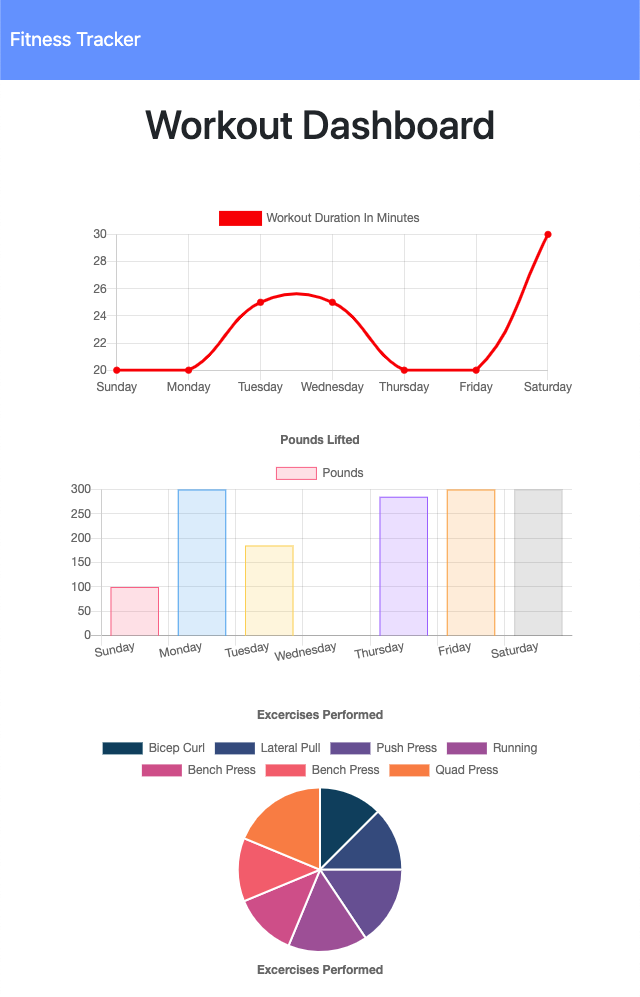 Fitness Tracker
Workout Dashboard
Workout Duration In Minutes
30
28
26
24
22
20
Sunday Monday Tuesday Wednesday Thursday Friday Saturday
Pounds Lifted
Pounds
300
250
200
150
100
50
0
Sunday Monday Tuesday Wednesday Thursday Friday Saturday
Excercises Performed
Bicep Curl Lateral Pull Push Press Running
Bench Press Bench Press Quad Press
Excercises Performed